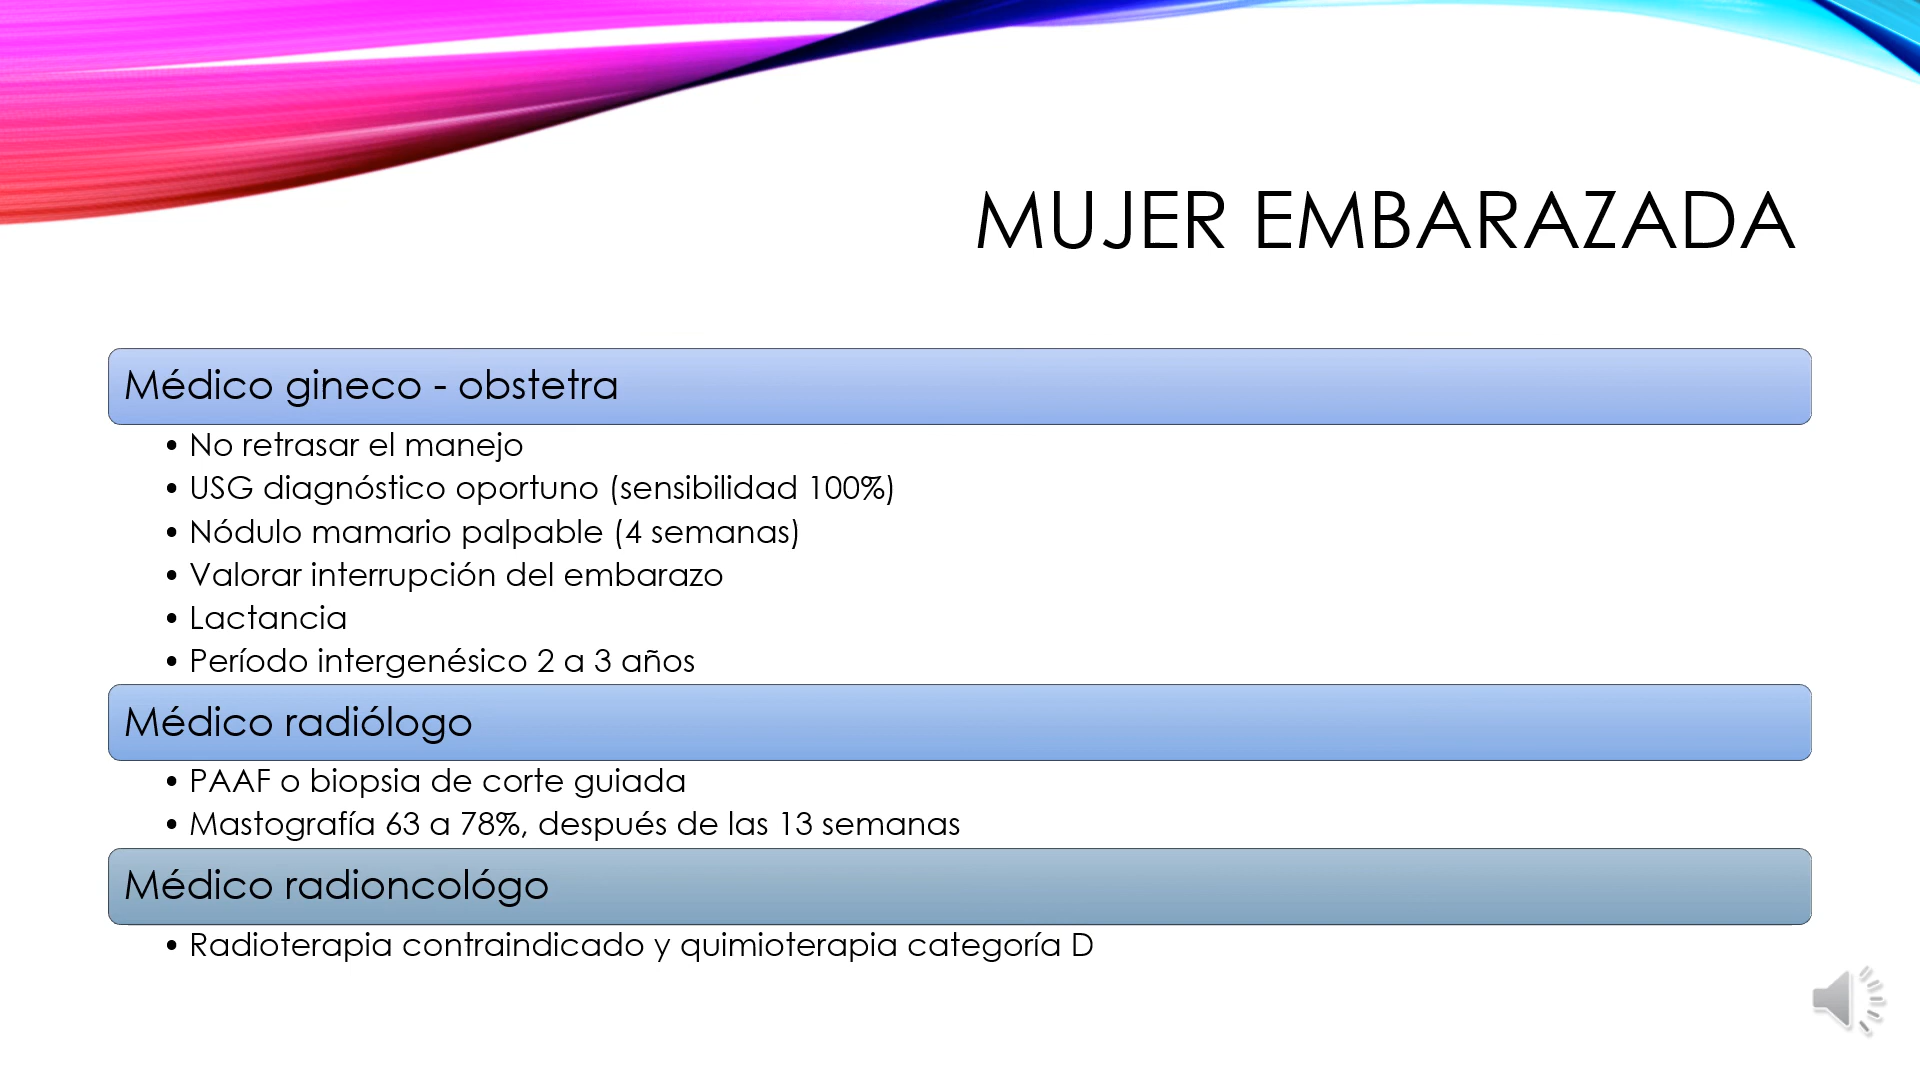 MUJER EMBARAZADA
Médico gineco - obstetra
• No retrasar el manejo
• USG diagnóstico oportuno (sensibilidad 100%)
• Nódulo mamario palpable (4 semanas)
• Valorar interrupción del embarazo
• Lactancia
• Período intergenésico 2 a 3 años
Médico radiólogo
• PAAF o biopsia de corte guiada
• Mastografía 63 a 78%, después de las 13 semanas
Médico radioncológo
• Radioterapia contraindicado y quimioterapia categoría D